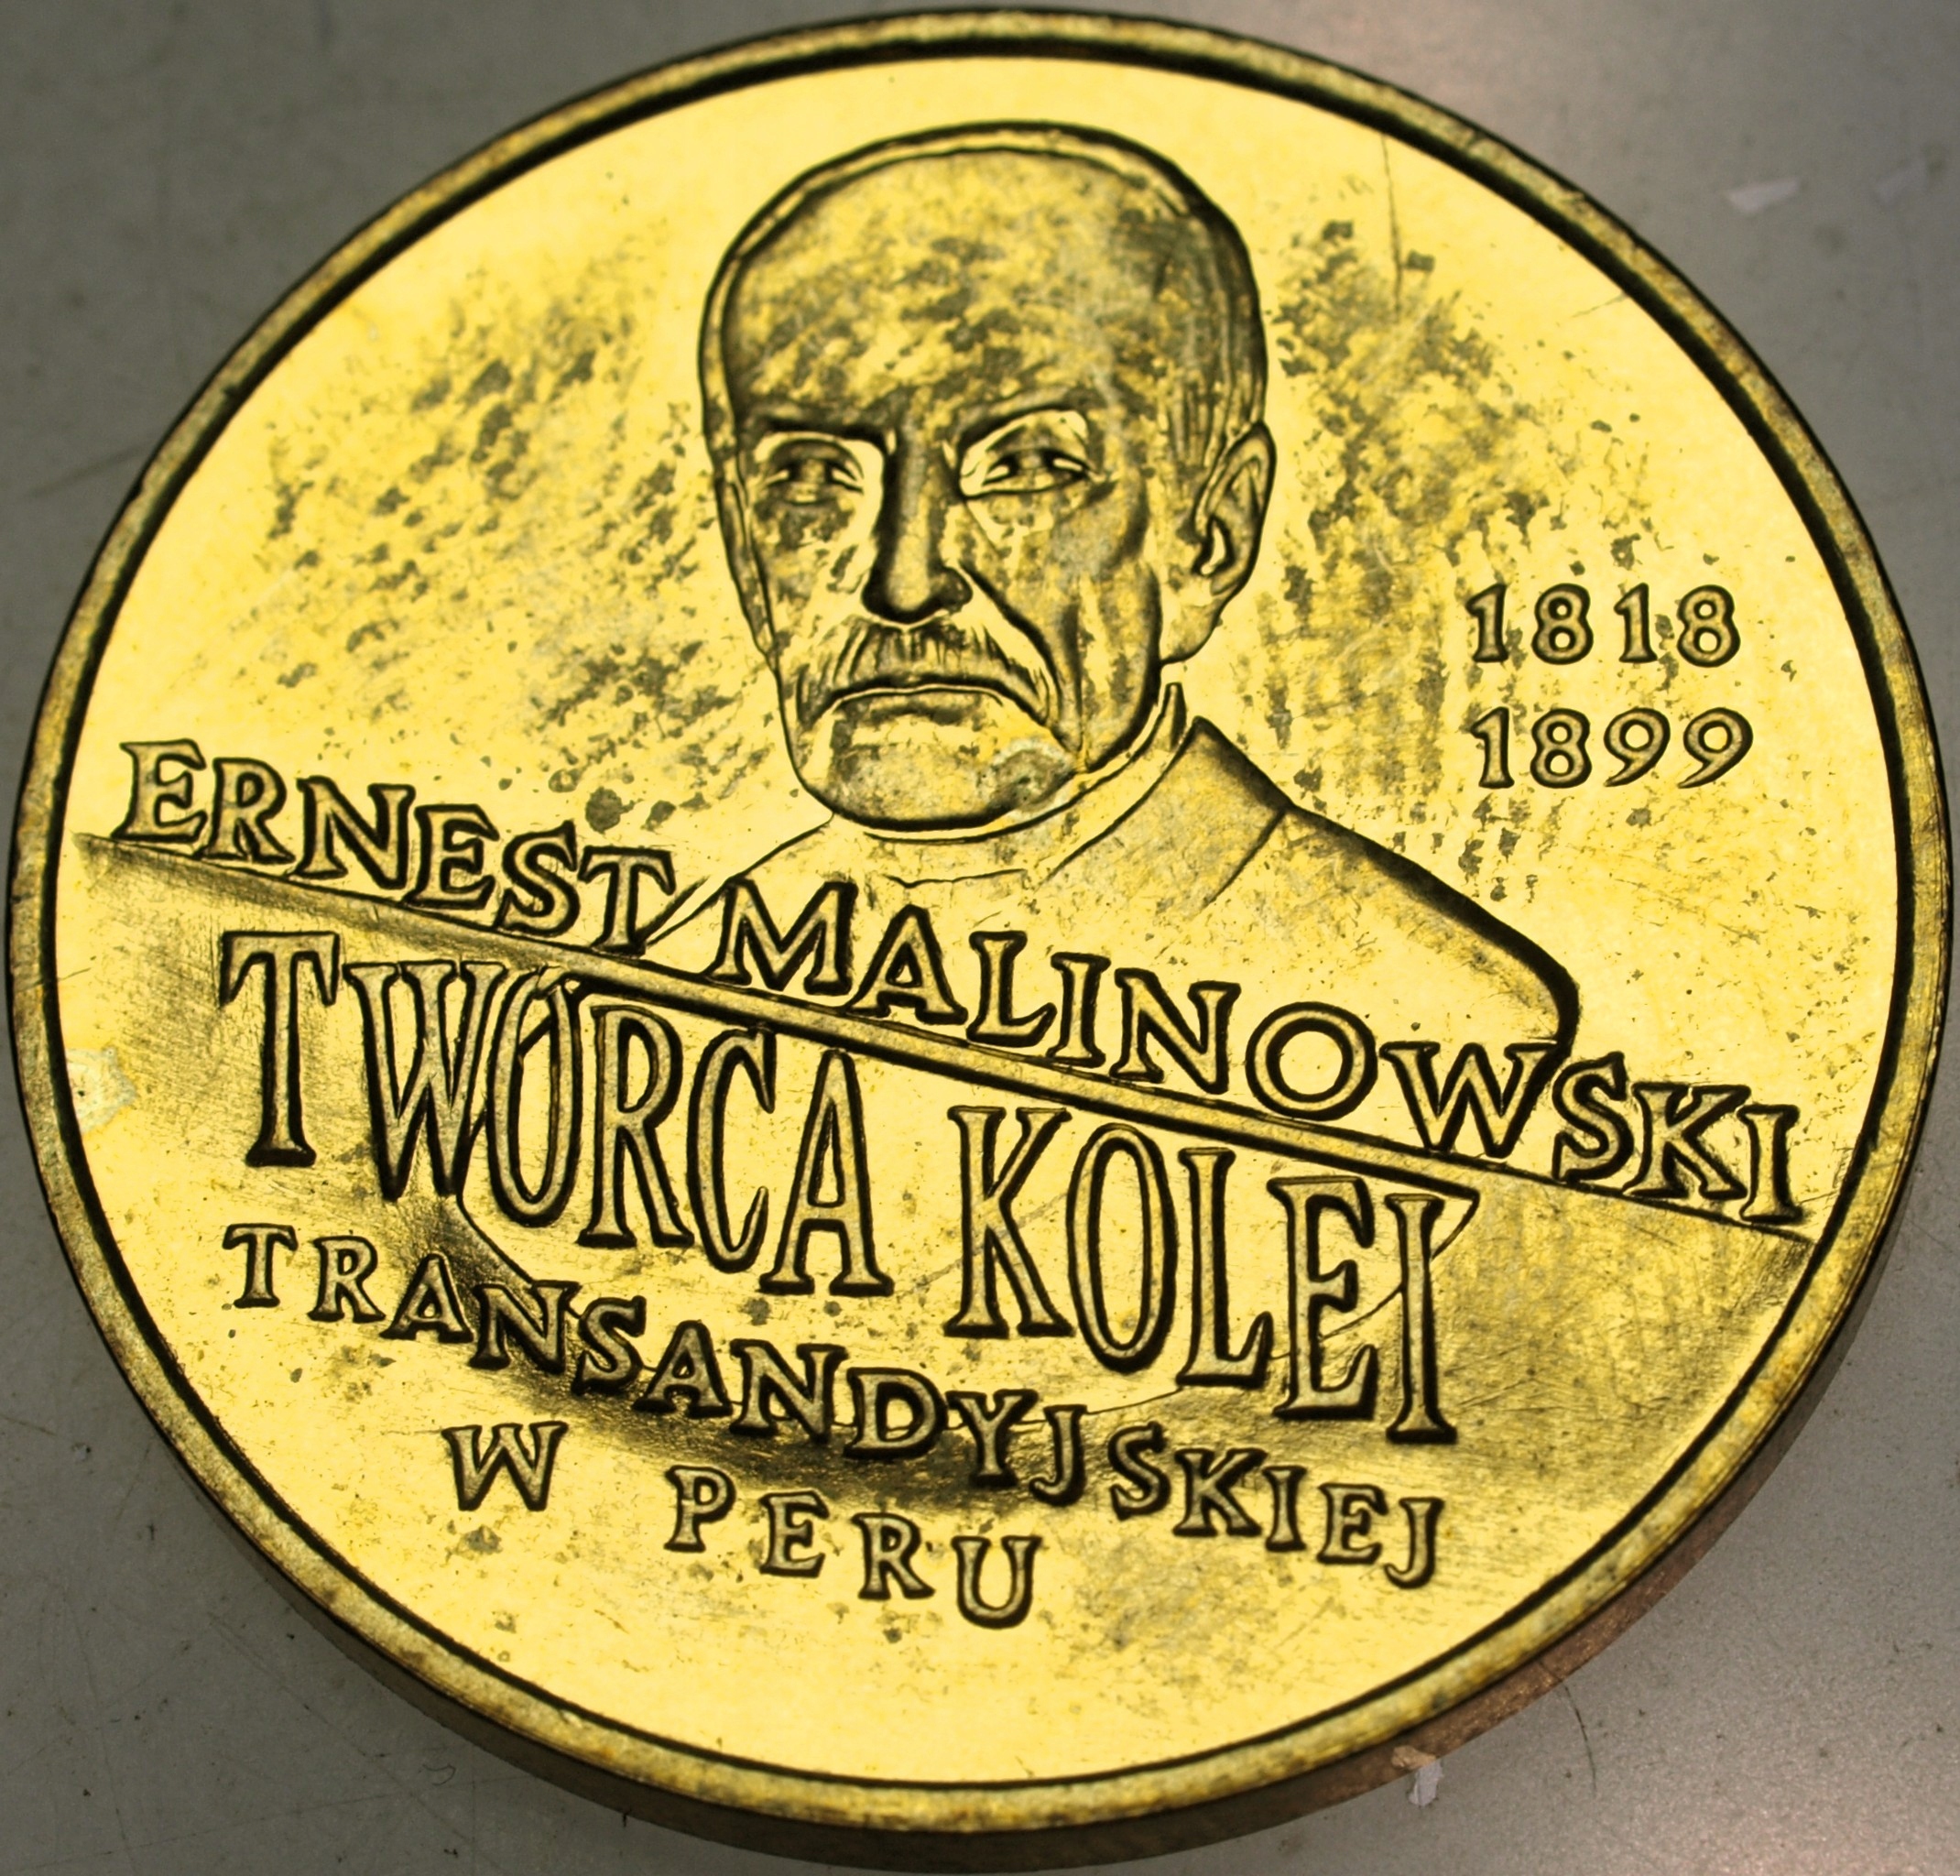 1818
1899
ERNEST MALINOWSKI
TWÓRCA KOLEI
TRANSANDYJSKIEJ
W PERU